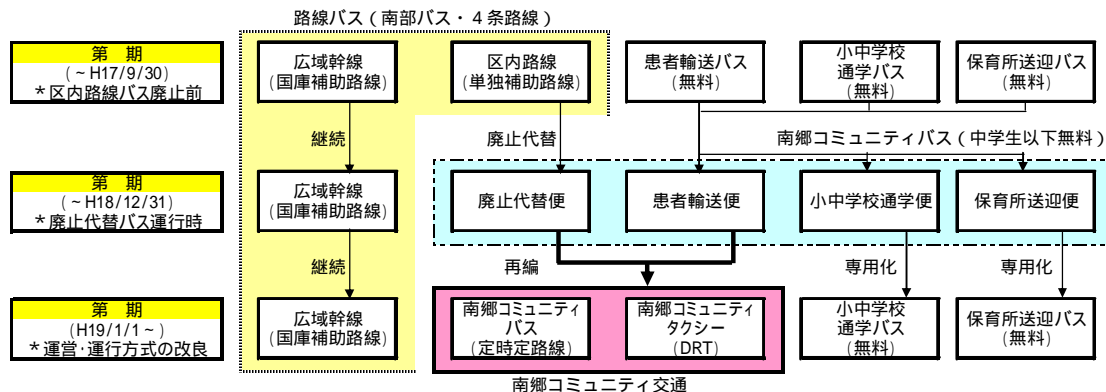 路線バス(南部バス・4条路線)
第 期
(~H17/9/30)
*区内路線バス廃止前
広域幹線
(国庫補助路線)
区内路線
(単独補助路線)
患者輸送バス
(無料)
小中学校
通学バス
(無料)
保育所送迎バス
(無料)
継続
廃止代替
南郷コミュニティバス(中学生以下無料)
第 期
(~H18/12/31)
*廃止代替バス運行時
広域幹線
(国庫補助路線)
廃止代替便
患者輸送便
小中学校通学便
保育所送迎便
継続
再編
専用化
専用化
第 期
(H19/1/1~)
*運営・運行方式の改良
広域幹線
(国庫補助路線)
南郷コミュニティ
バス
(定時定路線)
南郷コミュニティ
タクシー
(DRT)
小中学校
通学バス
(無料)
保育所送迎バス
(無料)
南郷コミュニティ交通